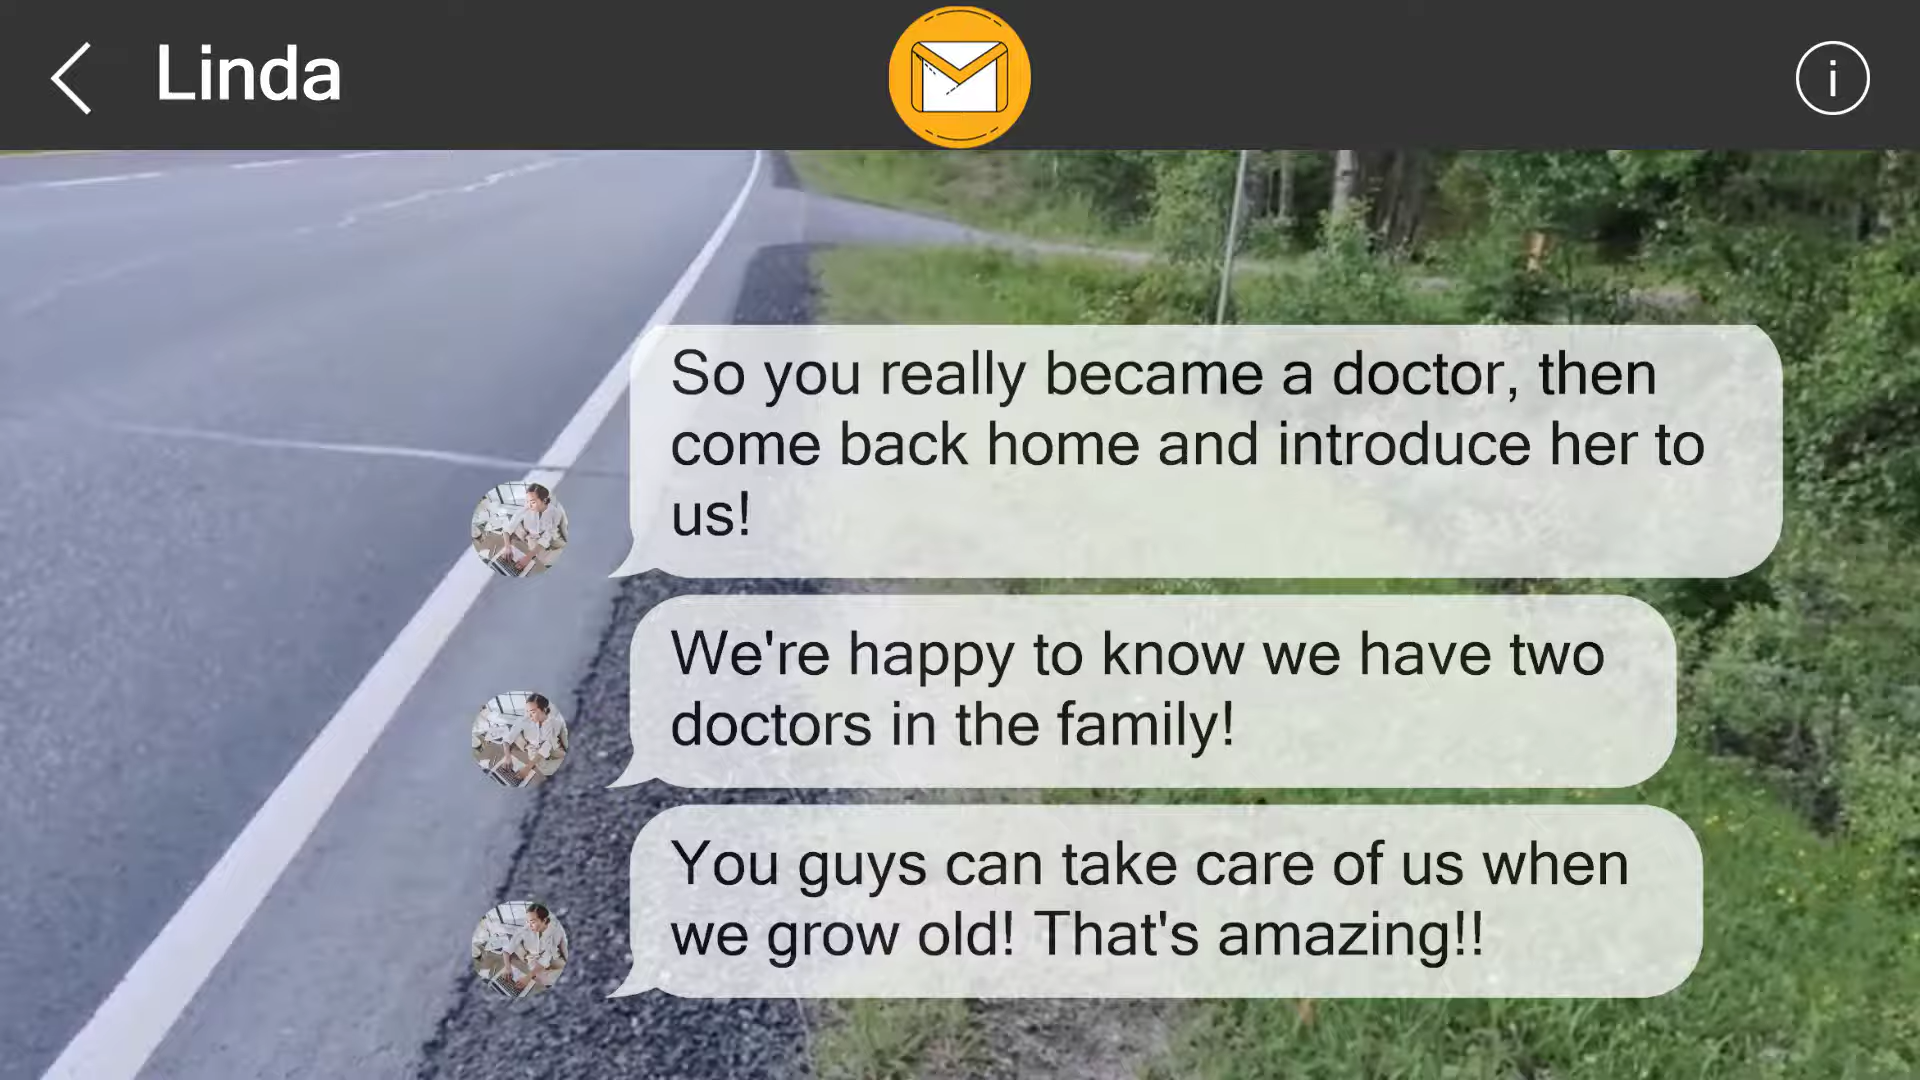 Linda
i
So you really became a doctor, then
come back home and introduce her to
us!
We're happy to know we have two
doctors in the family!
You guys can take care of us when
we grow old! That's amazing!!